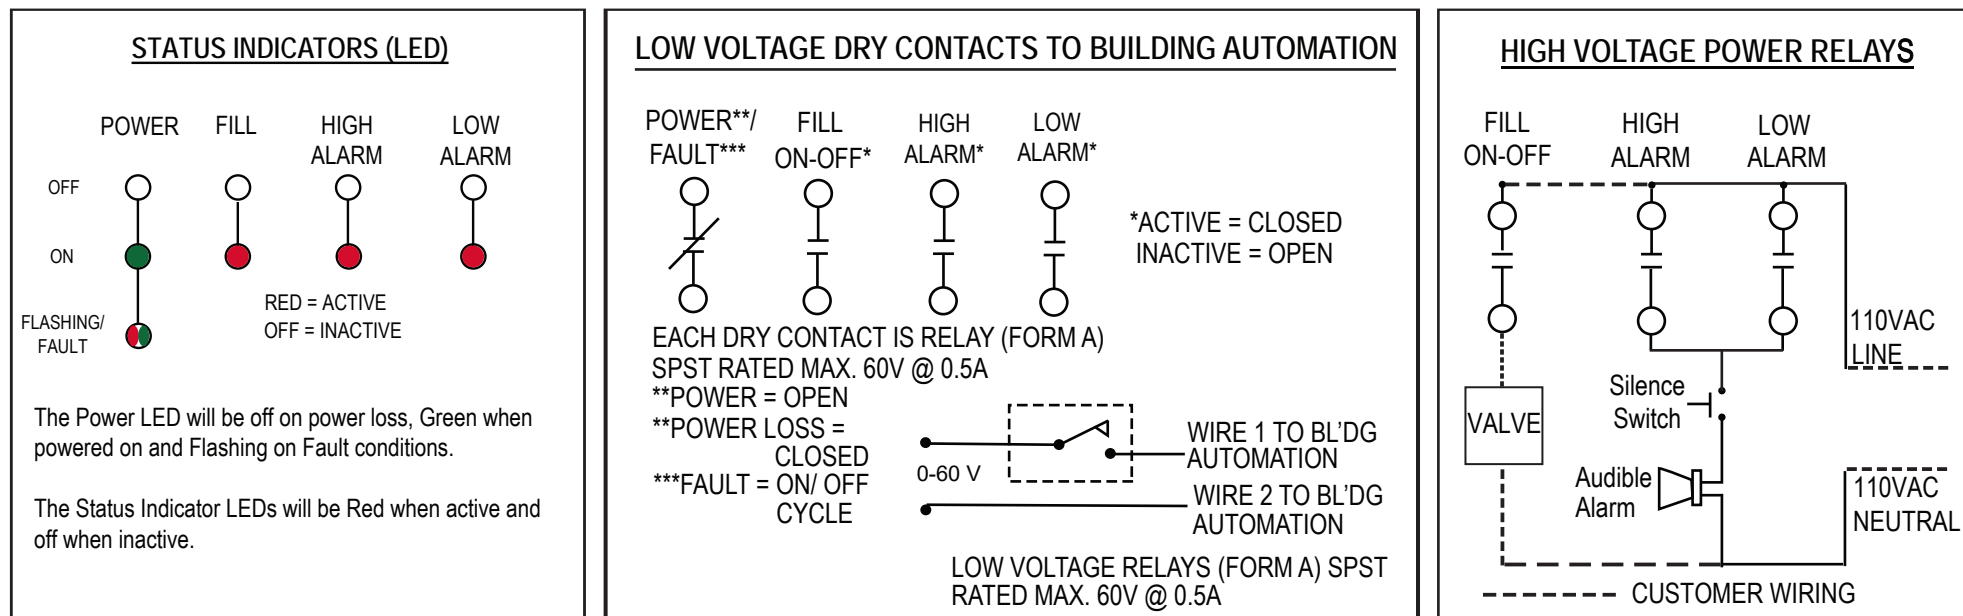 STATUS INDICATORS (LED)
POWER
FILL
HIGH
ALARM
LOW
ALARM
OFF
ON
FLASHING/
FAULT
RED = ACTIVE
OFF = INACTIVE
The Power LED will be off on power loss, Green when
powered on and Flashing on Fault conditions.
The Status Indicator LEDs will be Red when active and
off when inactive.
LOW VOLTAGE DRY CONTACTS TO BUILDING AUTOMATION
POWER**/
FAULT***
FILL
ON-OFF*
HIGH
ALARM*
LOW
ALARM*
*ACTIVE = CLOSED
INACTIVE = OPEN
EACH DRY CONTACT IS RELAY (FORM A)
SPST RATED MAX. 60V @ 0.5A
**POWER = OPEN
**POWER LOSS =
CLOSED
***FAULT = ON/ OFF
CYCLE
0-60 V
WIRE 1 TO BL'DG
AUTOMATION
WIRE 2 TO BL'DG
AUTOMATION
LOW VOLTAGE RELAYS (FORM A) SPST
RATED MAX. 60V @ 0.5A
HIGH VOLTAGE POWER RELAYS
FILL
ON-OFF
HIGH
ALARM
LOW
ALARM
110VAC
LINE
Silence
Switch
VALVE
Audible
Alarm
110VAC
NEUTRAL
CUSTOMER WIRING